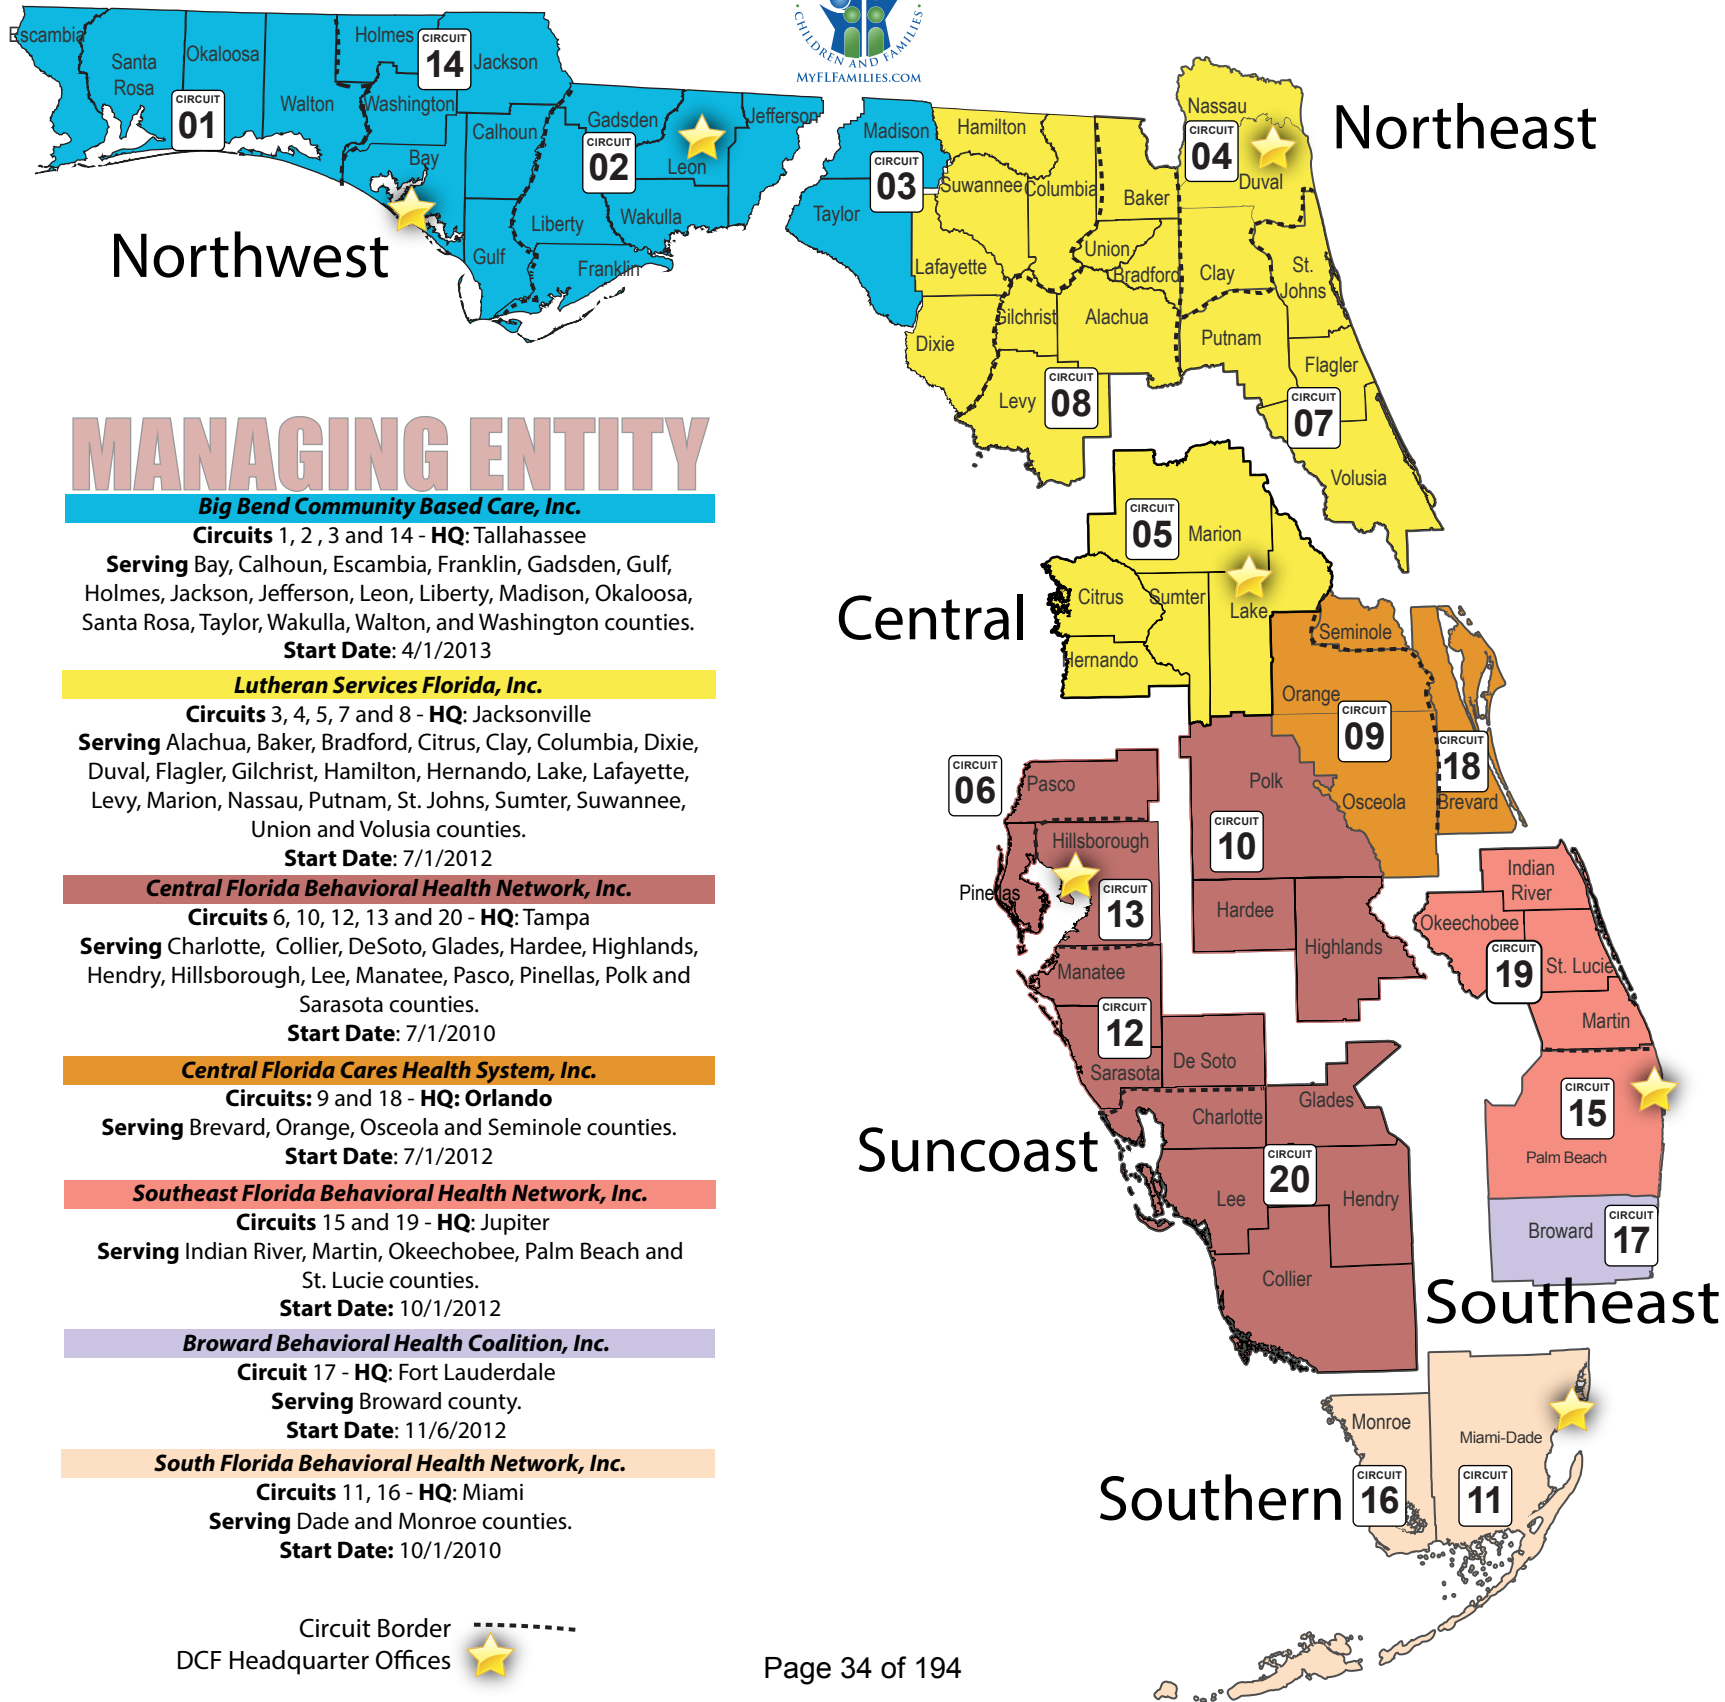 CHILDREN AND FAMILIES
MYFLFAMILIES.COM
Escambia
Santa
Rosa
Okaloosa
Walton
Holmes
Washington
Jackson
Calhoun
Bay
Gulf
Gadsden
Liberty
Franklin
Leon
Wakulla
Jefferson
CIRCUIT
01
CIRCUIT
14
CIRCUIT
02
Northwest
Madison
Taylor
CIRCUIT
03
Hamilton
Suwannee
Columbia
Lafayette
Dixie
Baker
Union
Bradford
Gilchrist
Alachua
Levy
CIRCUIT
08
Nassau
CIRCUIT
04
Duval
Clay
St.
Johns
Putnam
Flagler
CIRCUIT
07
Volusia
Northeast
MANAGING ENTITY
Big Bend Community Based Care, Inc.
Circuits 1, 2 , 3 and 14 - HQ: Tallahassee
Serving Bay, Calhoun, Escambia, Franklin, Gadsden, Gulf,
Holmes, Jackson, Jefferson, Leon, Liberty, Madison, Okaloosa,
Santa Rosa, Taylor, Wakulla, Walton, and Washington counties.
Start Date: 4/1/2013
Lutheran Services Florida, Inc.
Circuits 3, 4, 5, 7 and 8 - HQ: Jacksonville
Serving Alachua, Baker, Bradford, Citrus, Clay, Columbia, Dixie,
Duval, Flagler, Gilchrist, Hamilton, Hernando, Lake, Lafayette,
Levy, Marion, Nassau, Putnam, St. Johns, Sumter, Suwannee,
Union and Volusia counties.
Start Date: 7/1/2012
Central Florida Behavioral Health Network, Inc.
Circuits 6, 10, 12, 13 and 20 - HQ: Tampa
Serving Charlotte, Collier, DeSoto, Glades, Hardee, Highlands,
Hendry, Hillsborough, Lee, Manatee, Pasco, Pinellas, Polk and
Sarasota counties.
Start Date: 7/1/2010
Central Florida Cares Health System, Inc.
Circuits: 9 and 18 - HQ: Orlando
Serving Brevard, Orange, Osceola and Seminole counties.
Start Date: 7/1/2012
Southeast Florida Behavioral Health Network, Inc.
Circuits 15 and 19 - HQ: Jupiter
Serving Indian River, Martin, Okeechobee, Palm Beach and
St. Lucie counties.
Start Date: 10/1/2012
Broward Behavioral Health Coalition, Inc.
Circuit 17 - HQ: Fort Lauderdale
Serving Broward county.
Start Date: 11/6/2012
South Florida Behavioral Health Network, Inc.
Circuits 11, 16 - HQ: Miami
Serving Dade and Monroe counties.
Start Date: 10/1/2010
Circuit Border
DCF Headquarter Offices
CIRCUIT
05
Marion
Citrus
Sumter
Lake
Hernando
Central
Seminole
Orange
CIRCUIT
09
Osceola
CIRCUIT
18
Brevard
CIRCUIT
06
Pasco
Hillsborough
Pinellas
CIRCUIT
13
Polk
CIRCUIT
10
Hardee
Highlands
Manatee
CIRCUIT
12
Sarasota
De Soto
Charlotte
Glades
CIRCUIT
20
Lee
Hendry
Collier
Suncoast
Indian
River
Okeechobee
CIRCUIT
19
St. Lucie
Martin
CIRCUIT
15
Palm Beach
Broward
CIRCUIT
17
Southeast
Monroe
Miami-Dade
CIRCUIT
16
CIRCUIT
11
Southern
Page 34 of 194